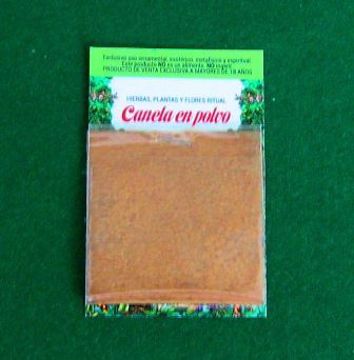 Exclusivo uso ornamental, esotérico, metafísico y espiritual
Este producto NO es un alimento. NO ingerir
PRODUCTO DE VENTA EXCLUSIVA A MAYORES DE 18 AÑOS
HIERBAS, PLANTAS Y FLORES RITUAL
Canela en polvo